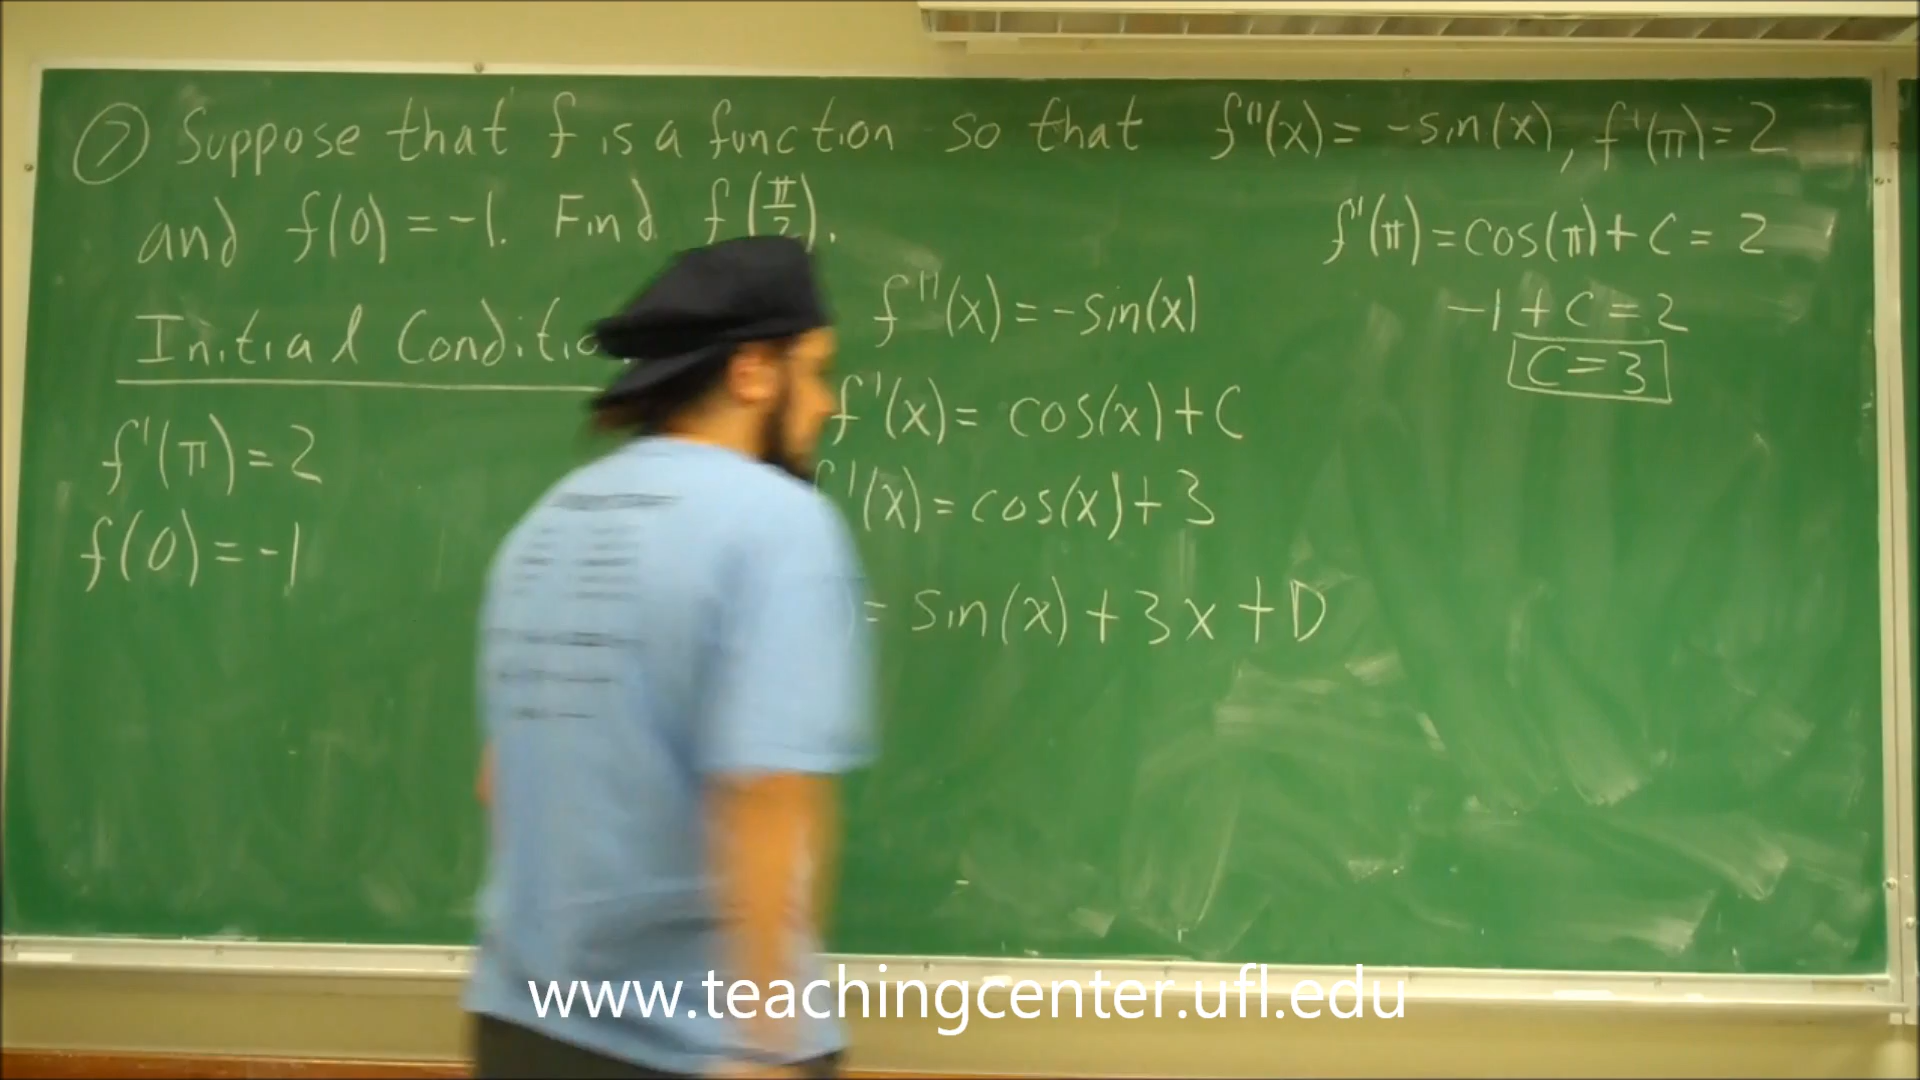 ⑦ Suppose that f is a function so that f''(x) = -sin(x), f'(π) = 2
and f(0) = -1. Find f(π/2).
Initial Conditio
f'(π) = 2
f(0) = -1
f''(x) = -sin(x)
f'(x) = cos(x) + C
f'(x) = cos(x) + 3
) = sin(x) + 3x + D
f'(π) = cos(π) + C = 2
-1 + C = 2
C = 3
www.teachingcenter.ufl.edu